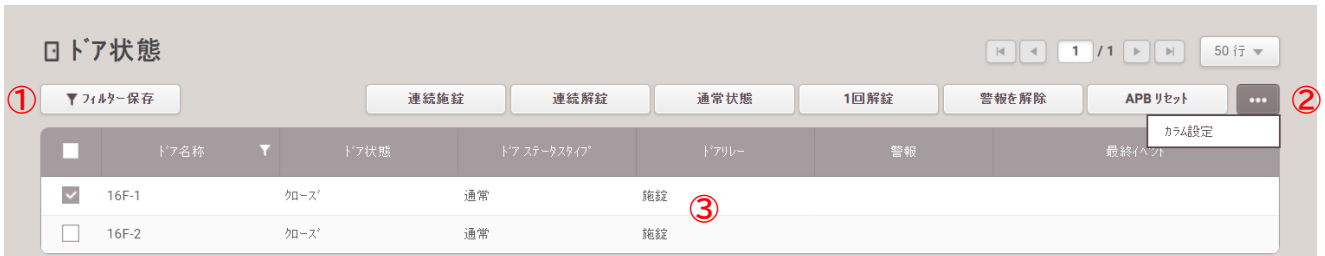 ﾄﾞｱ状態
1 / 1 50 行
① ﾌｨﾙﾀｰ保存 連続施錠 連続解錠 通常状態 1回解錠 警報を解除 APB ﾘｾｯﾄ ••• ②
ｶﾗﾑ設定
ﾄﾞｱ名称 ﾄﾞｱ状態 ﾄﾞｱ ｽﾃｰﾀｽﾀｲﾌﾟ ﾄﾞｱﾘﾚｰ 警報 最終ｲﾍﾞﾝﾄ
16F-1 ｸﾛｰｽﾞ 通常 施錠
③
16F-2 ｸﾛｰｽﾞ 通常 施錠